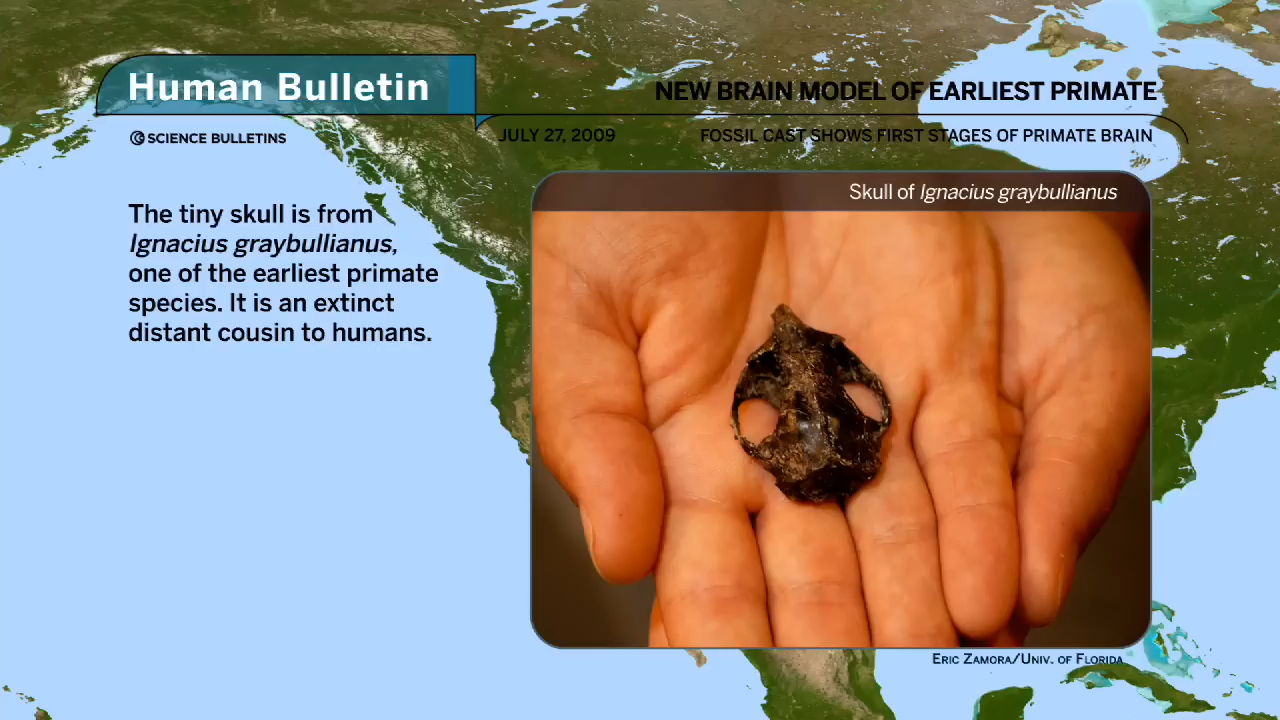 Human Bulletin
NEW BRAIN MODEL OF EARLIEST PRIMATE
SCIENCE BULLETINS
JULY 27, 2009
FOSSIL CAST SHOWS FIRST STAGES OF PRIMATE BRAIN
Skull of Ignacius graybullianus
The tiny skull is from
Ignacius graybullianus,
one of the earliest primate
species. It is an extinct
distant cousin to humans.
Eric Zamora/Univ. of Florida